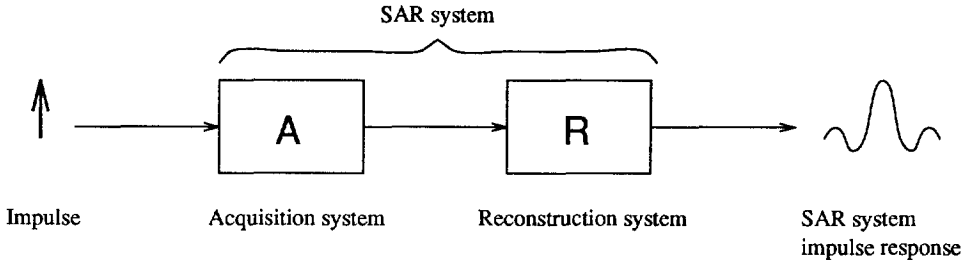 SAR system
A
R
Impulse
Acquisition system
Reconstruction system
SAR system
impulse response